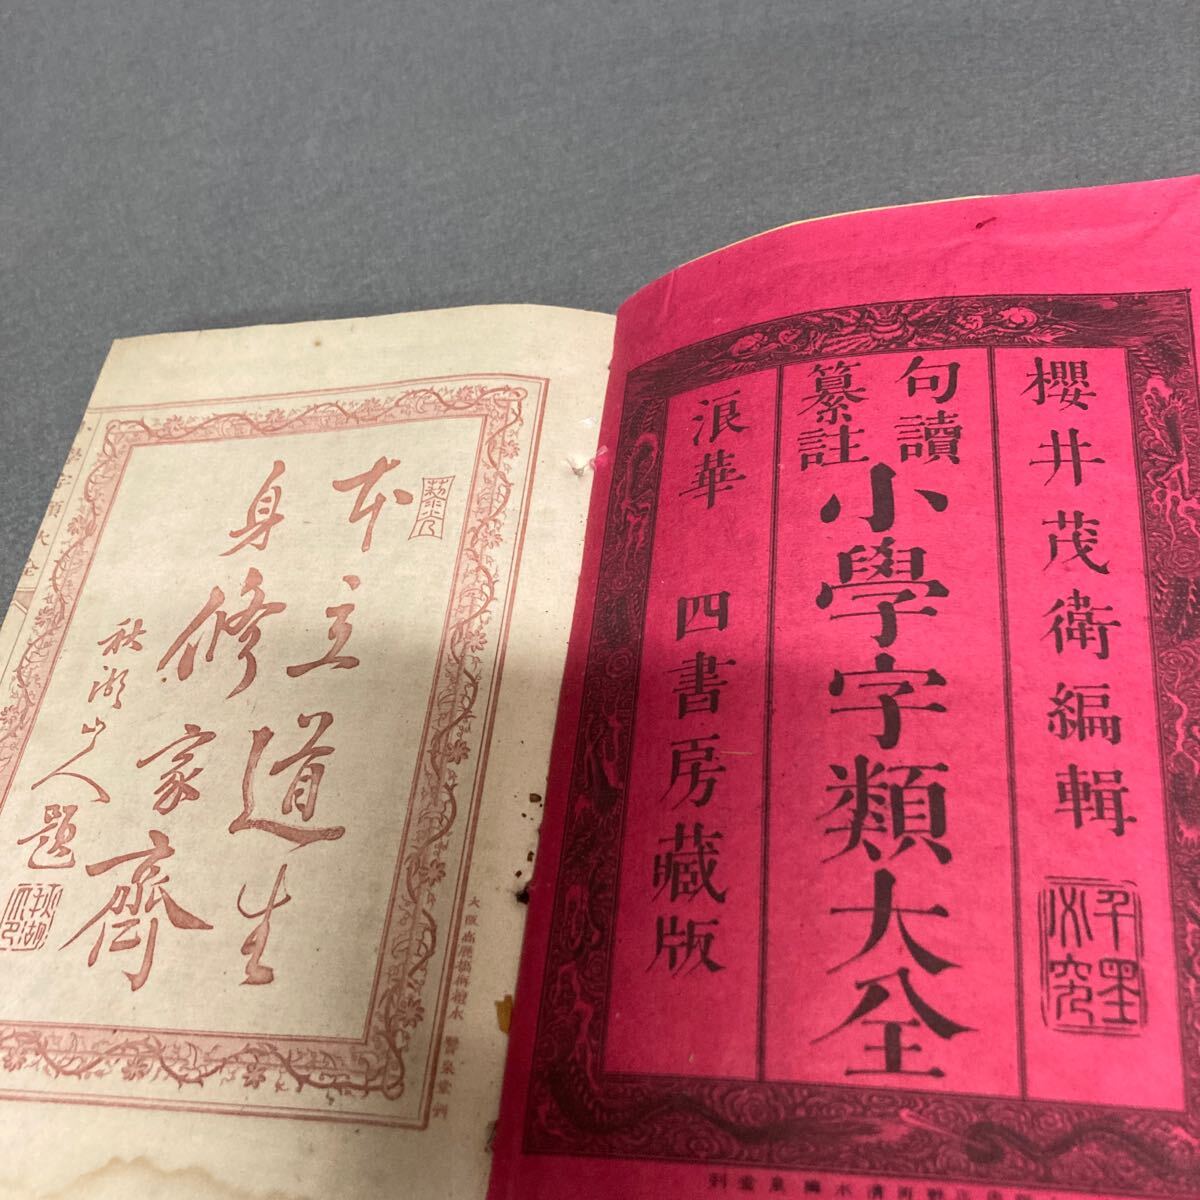 櫻井茂衛編輯
句讀
纂註
小學字類大全
浪華 四書房藏版
本立道生
身修家齊
秋湖山人題